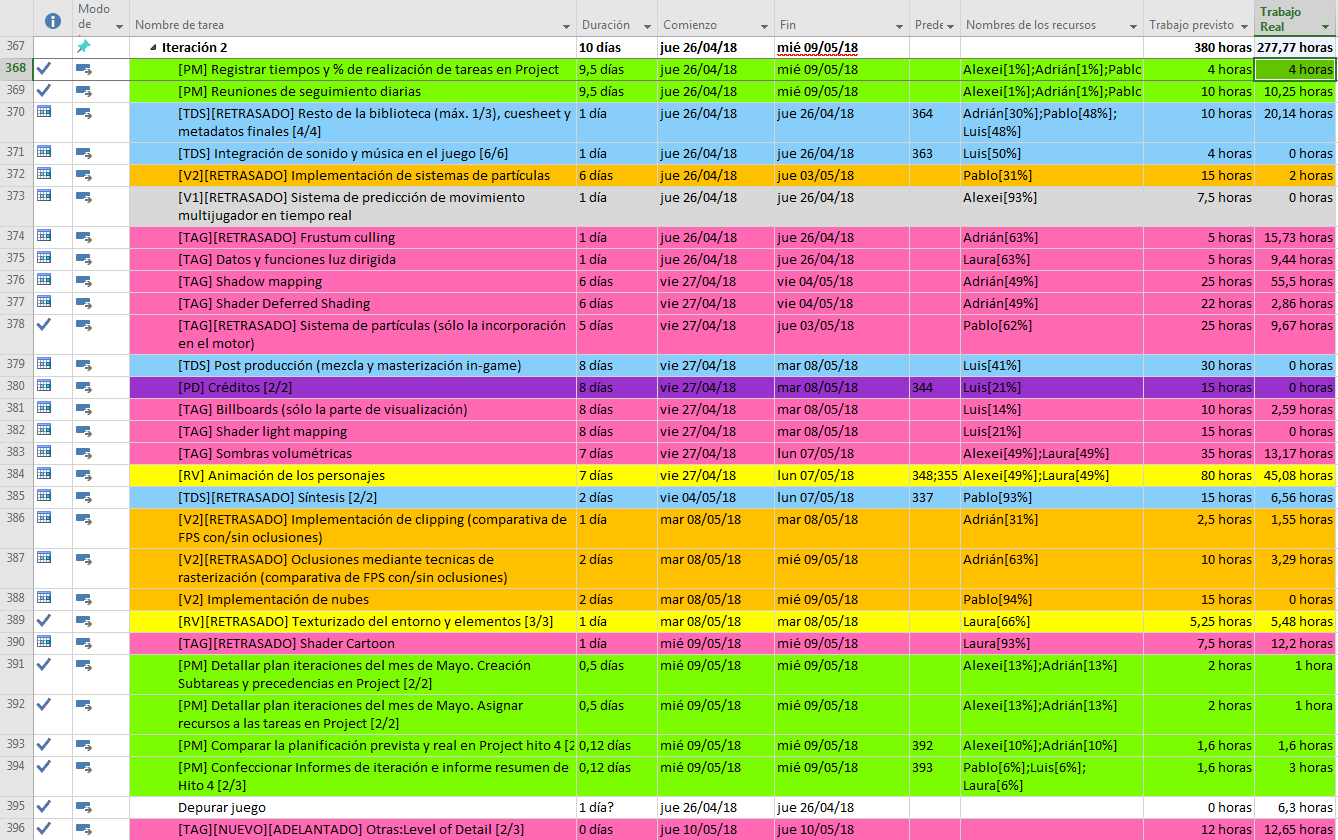 Modo de Nombre de tarea Duración Comienzo Fin Prede Nombres de los recursos Trabajo previsto Trabajo Real
367 Iteración 2 10 días jue 26/04/18 mié 09/05/18 380 horas 277,77 horas
368 [PM] Registrar tiempos y % de realización de tareas en Project 9,5 días jue 26/04/18 mié 09/05/18 Alexei[1%];Adrián[1%];Pablo 4 horas 4 horas
369 [PM] Reuniones de seguimiento diarias 9,5 días jue 26/04/18 mié 09/05/18 Alexei[1%];Adrián[1%];Pablo 10 horas 10,25 horas
370 [TDS][RETRASADO] Resto de la biblioteca (máx. 1/3), cuesheet y 1 día jue 26/04/18 jue 26/04/18 364 Adrián[30%];Pablo[48%]; 10 horas 20,14 horas
metadatos finales [4/4] Luis[48%]
371 [TDS] Integración de sonido y música en el juego [6/6] 1 día jue 26/04/18 jue 26/04/18 363 Luis[50%] 4 horas 0 horas
372 [V2][RETRASADO] Implementación de sistemas de partículas 6 días jue 26/04/18 jue 03/05/18 Pablo[31%] 15 horas 2 horas
373 [V1][RETRASADO] Sistema de predicción de movimiento 1 día jue 26/04/18 jue 26/04/18 Alexei[93%] 7,5 horas 0 horas
multijugador en tiempo real
374 [TAG][RETRASADO] Frustum culling 1 día jue 26/04/18 jue 26/04/18 Adrián[63%] 5 horas 15,73 horas
375 [TAG] Datos y funciones luz dirigida 1 día jue 26/04/18 jue 26/04/18 Laura[63%] 5 horas 9,44 horas
376 [TAG] Shadow mapping 6 días vie 27/04/18 vie 04/05/18 Adrián[49%] 25 horas 55,5 horas
377 [TAG] Shader Deferred Shading 6 días vie 27/04/18 vie 04/05/18 Adrián[49%] 22 horas 2,86 horas
378 [TAG][RETRASADO] Sistema de partículas (sólo la incorporación 5 días vie 27/04/18 jue 03/05/18 Pablo[62%] 25 horas 9,67 horas
en el motor)
379 [TDS] Post producción (mezcla y masterización in-game) 8 días vie 27/04/18 mar 08/05/18 Luis[41%] 30 horas 0 horas
380 [PD] Créditos [2/2] 8 días vie 27/04/18 mar 08/05/18 344 Luis[21%] 15 horas 0 horas
381 [TAG] Billboards (sólo la parte de visualización) 8 días vie 27/04/18 mar 08/05/18 Luis[14%] 10 horas 2,59 horas
382 [TAG] Shader light mapping 8 días vie 27/04/18 mar 08/05/18 Luis[21%] 15 horas 0 horas
383 [TAG] Sombras volumétricas 7 días vie 27/04/18 lun 07/05/18 Alexei[49%];Laura[49%] 35 horas 13,17 horas
384 [RV] Animación de los personajes 7 días vie 27/04/18 lun 07/05/18 348;355 Alexei[49%];Laura[49%] 80 horas 45,08 horas
385 [TDS][RETRASADO] Síntesis [2/2] 2 días vie 04/05/18 lun 07/05/18 337 Pablo[93%] 15 horas 6,56 horas
386 [V2][RETRASADO] Implementación de clipping (comparativa de 1 día mar 08/05/18 mar 08/05/18 Adrián[31%] 2,5 horas 1,55 horas
FPS con/sin oclusiones)
387 [V2][RETRASADO] Oclusiones mediante tecnicas de 2 días mar 08/05/18 mié 09/05/18 Adrián[63%] 10 horas 3,29 horas
rasterización (comparativa de FPS con/sin oclusiones)
388 [V2] Implementación de nubes 2 días mar 08/05/18 mié 09/05/18 Pablo[94%] 15 horas 0 horas
389 [RV][RETRASADO] Texturizado del entorno y elementos [3/3] 1 día mar 08/05/18 mar 08/05/18 Laura[66%] 5,25 horas 5,48 horas
390 [TAG][RETRASADO] Shader Cartoon 1 día mié 09/05/18 mié 09/05/18 Laura[93%] 7,5 horas 12,2 horas
391 [PM] Detallar plan iteraciones del mes de Mayo. Creación 0,5 días mié 09/05/18 mié 09/05/18 Alexei[13%];Adrián[13%] 2 horas 1 hora
Subtareas y precedencias en Project [2/2]
392 [PM] Detallar plan iteraciones del mes de Mayo. Asignar 0,5 días mié 09/05/18 mié 09/05/18 Alexei[13%];Adrián[13%] 2 horas 1 hora
recursos a las tareas en Project [2/2]
393 [PM] Comparar la planificación prevista y real en Project hito 4 [2 0,12 días mié 09/05/18 mié 09/05/18 392 Alexei[10%];Adrián[10%] 1,6 horas 1,6 horas
394 [PM] Confeccionar Informes de iteración e informe resumen de 0,12 días mié 09/05/18 mié 09/05/18 393 Pablo[6%];Luis[6%]; 1,6 horas 3 horas
Hito 4 [2/3] Laura[6%]
395 Depurar juego 1 día? jue 26/04/18 jue 26/04/18 0 horas 6,3 horas
396 [TAG][NUEVO][ADELANTADO] Otras:Level of Detail [2/3] 0 días jue 10/05/18 jue 10/05/18 12 horas 12,65 horas